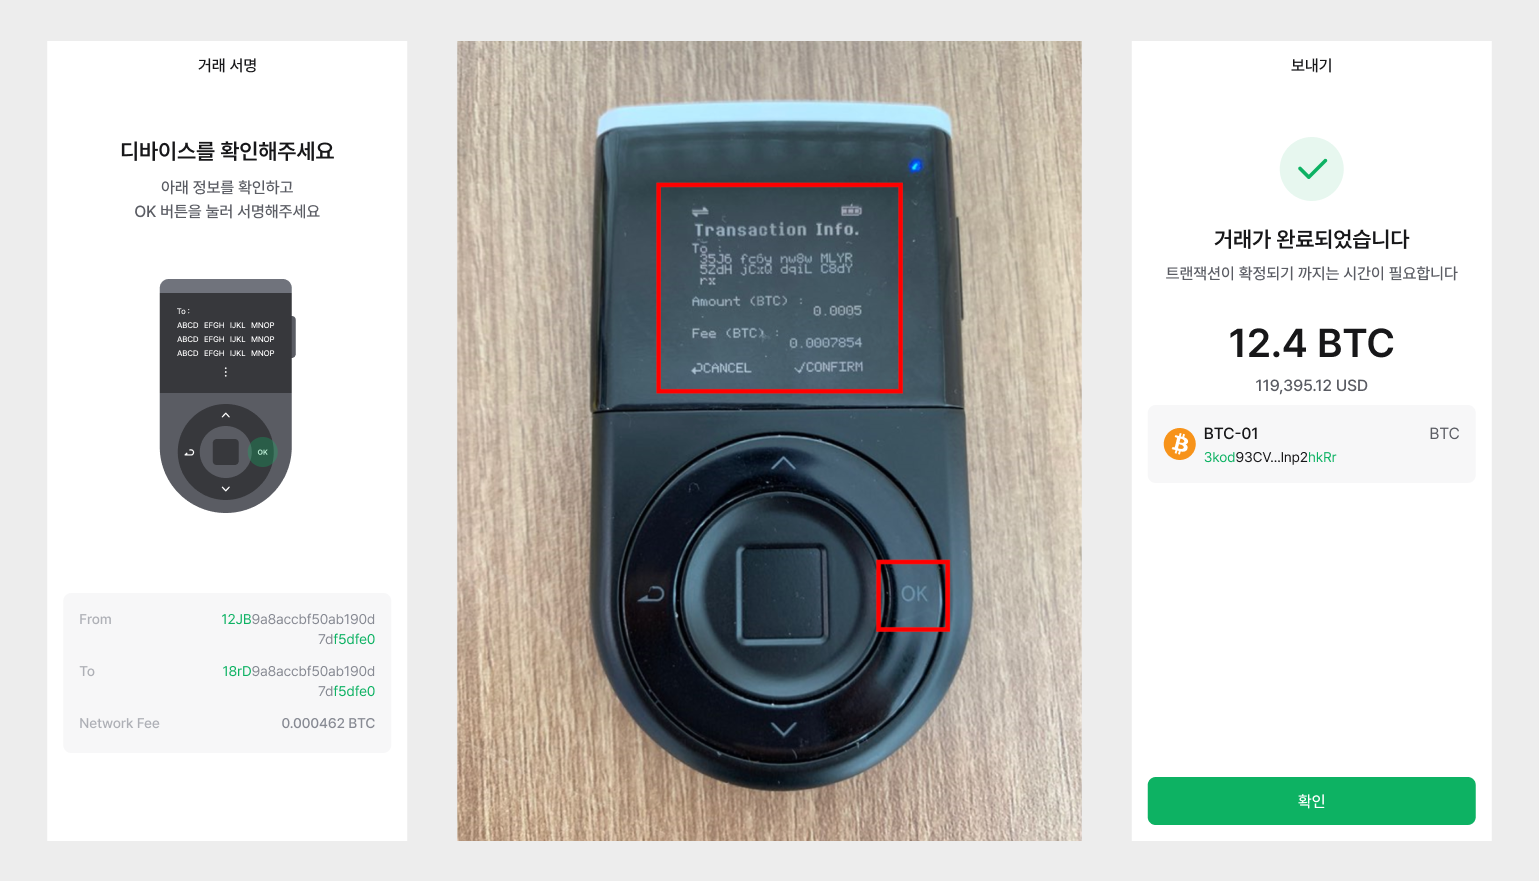 거래 서명
디바이스를 확인해주세요
아래 정보를 확인하고
OK 버튼을 눌러 서명해주세요
To :
ABCD EFGH IJKL MNOP
ABCD EFGH IJKL MNOP
ABCD EFGH IJKL MNOP
OK
From 12JB9a8accbf50ab190d
7df5dfe0
To 18rD9a8accbf50ab190d
7df5dfe0
Network Fee 0.000462 BTC
Transaction Info.
To :
35J6 fc6y nw8w MLYR
5ZdH jCxQ dqiL C8dY
rx
Amount (BTC) :
0.0005
Fee (BTC) :
0.0007854
CANCEL CONFIRM
OK
보내기
거래가 완료되었습니다
트랜잭션이 확정되기 까지는 시간이 필요합니다
12.4 BTC
119,395.12 USD
BTC-01 BTC
3kod93CV...lnp2hkRr
확인